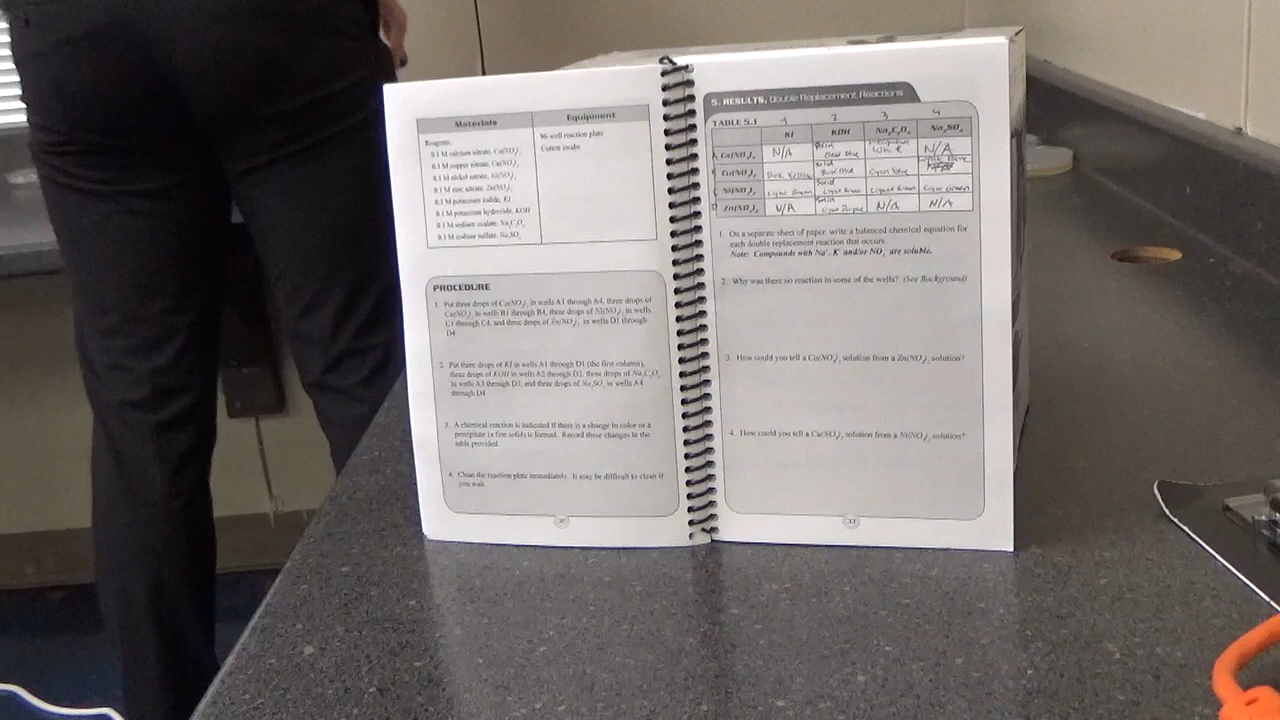 Materials
Equipment
Reagents:
0.1 M calcium nitrate, Ca(NO₃)₂
0.1 M copper nitrate, Cu(NO₃)₂
0.1 M nickel nitrate, Ni(NO₃)₂
0.1 M zinc nitrate, Zn(NO₃)₂
0.1 M potassium iodide, KI
0.1 M potassium hydroxide, KOH
0.1 M sodium oxalate, Na₂C₂O₄
0.1 M sodium sulfate, Na₂SO₄
96-well reaction plate
Cotton swabs
PROCEDURE
1. Put three drops of Ca(NO₃)₂ in wells A1 through A4, three drops of
Cu(NO₃)₂ in wells B1 through B4, three drops of Ni(NO₃)₂ in wells
C1 through C4, and three drops of Zn(NO₃)₂ in wells D1 through
D4.
2. Put three drops of KI in wells A1 through D1 (the first column),
three drops of KOH in wells A2 through D2, three drops of Na₂C₂O₄
in wells A3 through D3, and three drops of Na₂SO₄ in wells A4
through D4.
3. A chemical reaction is indicated if there is a change in color or a
precipitate (a fine solid) is formed. Record these changes in the
table provided.
4. Clean the reaction plate immediately. It may be difficult to clean if
you wait.
5. RESULTS, Double Replacement Reactions
TABLE 5.1 1 2 3 4
KI KOH Na₂C₂O₄ Na₂SO₄
A Ca(NO₃)₂ N/A White N/A
Cu(NO₃)₂ Dark Yellow Solid Cyan blue
Ni(NO₃)₂ Light Green Solid Light Green Light Green Light Green
D Zn(NO₃)₂ N/A Solid N/A N/A
1. On a separate sheet of paper, write a balanced chemical equation for
each double replacement reaction that occurs.
Note: Compounds with Na⁺, K⁺ and/or NO₃⁻ are soluble.
2. Why was there no reaction in some of the wells? (See Background)
3. How could you tell a Ca(NO₃)₂ solution from a Zn(NO₃)₂ solution?
4. How could you tell a Cu(NO₃)₂ solution from a Ni(NO₃)₂ solution?